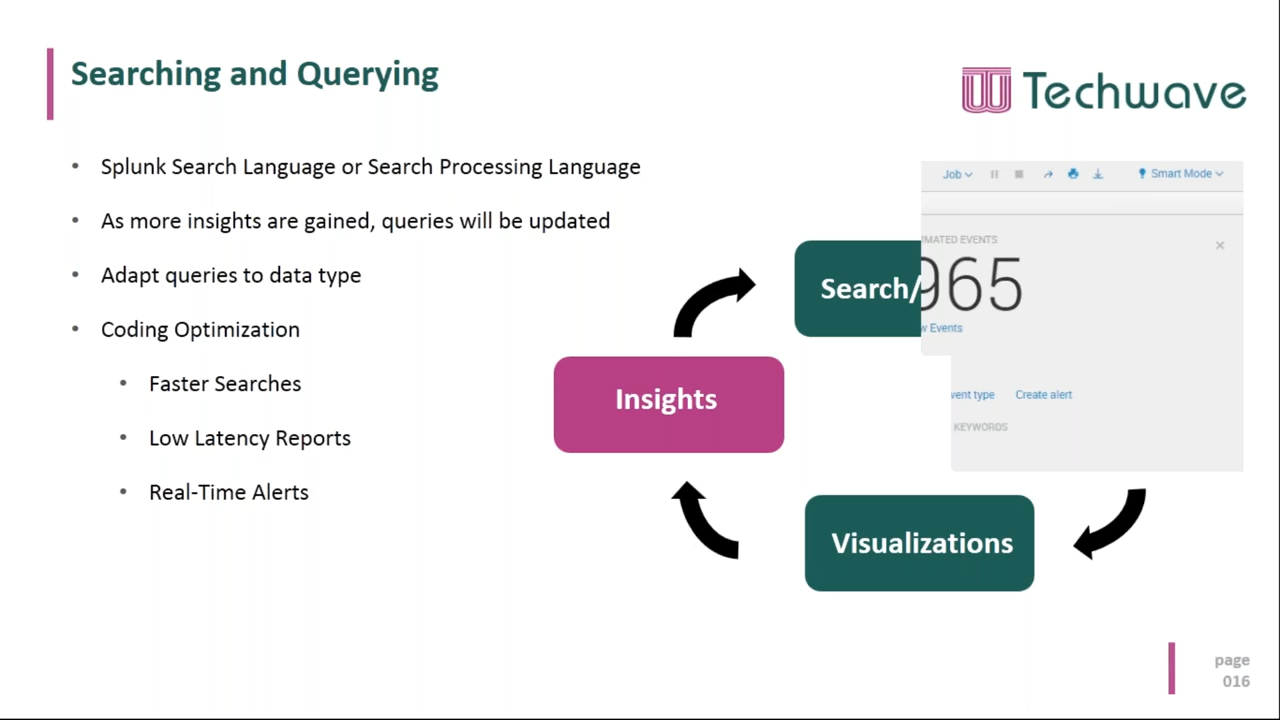 Searching and Querying
Techwave
Splunk Search Language or Search Processing Language
As more insights are gained, queries will be updated
Adapt queries to data type
Coding Optimization
Faster Searches
Low Latency Reports
Real-Time Alerts
Job
Smart Mode
EVENTS
965
Search/
Events
type
Create alert
KEYWORDS
Insights
Visualizations
page
016